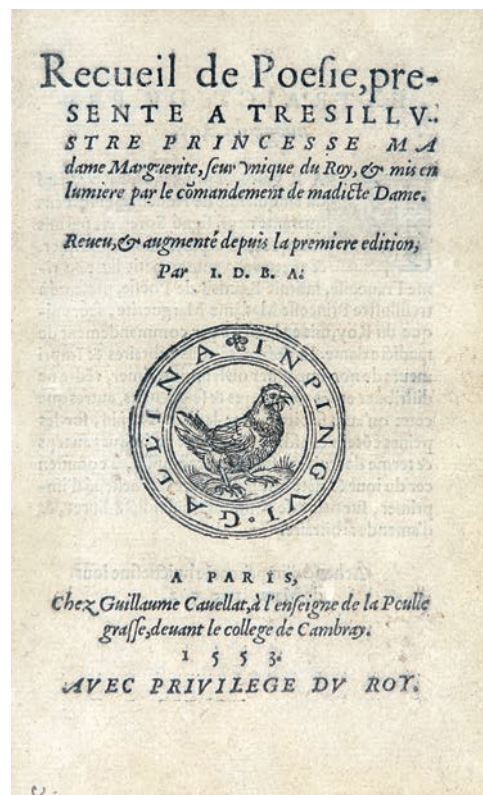 Recueil de Poeſie, pre-
SENTE A TRESILLV-
STRE PRINCESSE MA
dame Marguerite, ſeur vnique du Roy, & mis en
lumiere par le cõmandement de madicte Dame.
Reueu, & augmenté depuis la premiere edition,
Par I. D. B. A.
IN PINGVI GALLINA
A PARIS,
Chez Guillaume Cauellat, à l'enſeigne de la Poulle
graſſe, deuant le college de Cambray.
1553.
AVEC PRIVILEGE DV ROY.